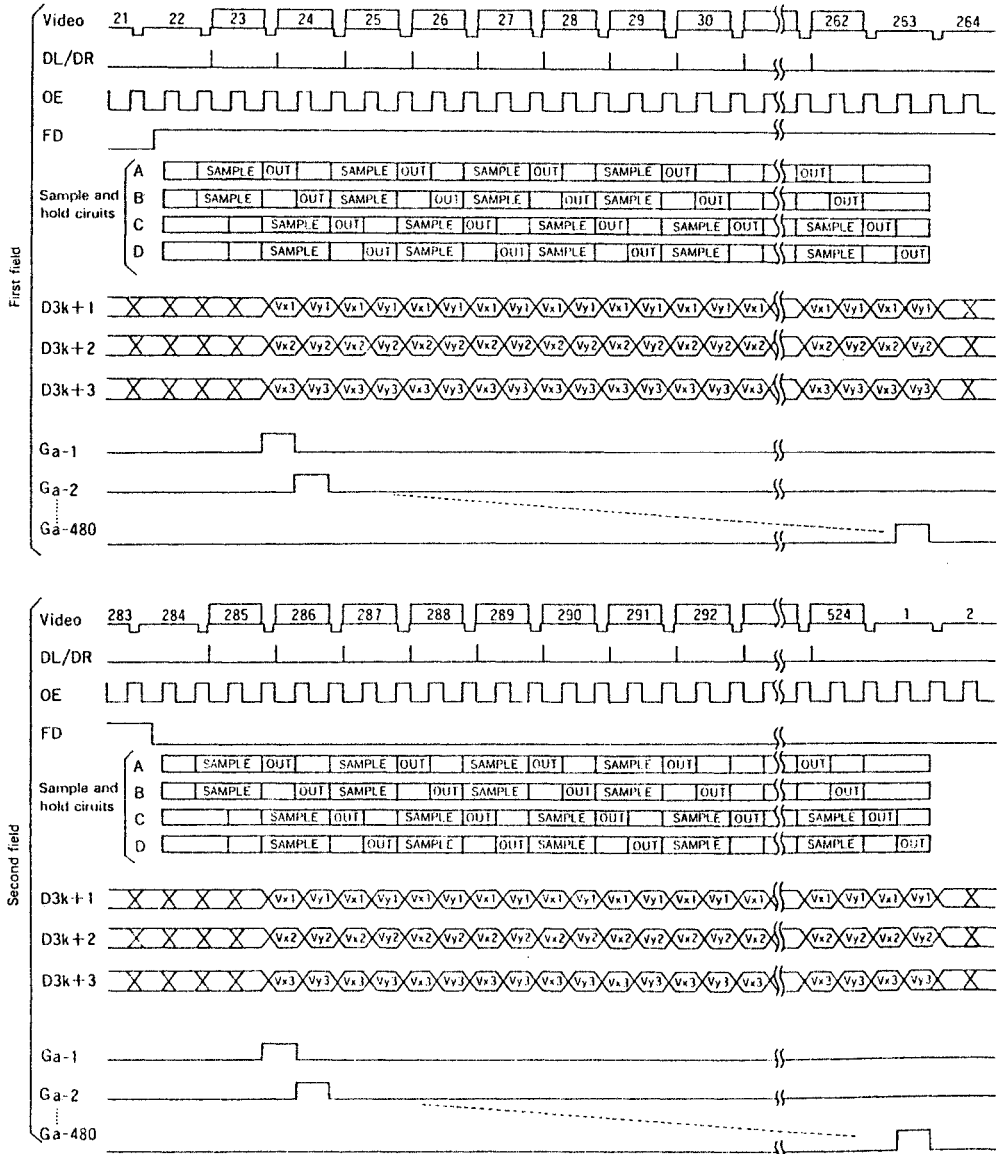 First field
Video 21 22 23 24 25 26 27 28 29 30 262 253 264
DL/DR
OE
FD
Sample and
hold ciruits
A SAMPLE OUT SAMPLE OUT SAMPLE OUT SAMPLE OUT OUT
B SAMPLE OUT SAMPLE OUT SAMPLE OUT SAMPLE OUT OUT
C SAMPLE OUT SAMPLE OUT SAMPLE OUT SAMPLE OUT SAMPLE OUT
D SAMPLE OUT SAMPLE OUT SAMPLE OUT SAMPLE SAMPLE OUT
D3k+1 Vx1 Vy1 Vx1 Vy1 Vx1 Vy1 Vx1 Vy1 Vx1 Vy1 Vx1 Vy1 Vx1 Vy1 Vx1 Vx1 Vy1 Vx1 Vy1
D3k+2 Vx2 Vy2 Vx2 Vy2 Vx2 Vy2 Vx2 Vy2 Vx2 Vy2 Vx2 Vy2 Vx2 Vy2 Vx2 Vx2 Vy2 Vx2 Vy2
D3k+3 Vx3 Vy3 Vx3 Vy3 Vx3 Vy3 Vx3 Vy3 Vx3 Vy3 Vx3 Vy3 Vx3 Vy3 Vx3 Vx3 Vy3 Vx3 Vy3
Ga-1
Ga-2
Ga-480
Second field
Video 283 284 285 286 287 288 289 290 291 292 524 1 2
DL/DR
OE
FD
Sample and
hold ciruits
A SAMPLE OUT SAMPLE OUT SAMPLE OUT SAMPLE OUT OUT
B SAMPLE OUT SAMPLE OUT SAMPLE OUT SAMPLE OUT OUT
C SAMPLE OUT SAMPLE OUT SAMPLE OUT SAMPLE OUT SAMPLE OUT
D SAMPLE OUT SAMPLE OUT SAMPLE OUT SAMPLE OUT SAMPLE OUT
D3k+1 Vx1 Vy1 Vx1 Vy1 Vx1 Vy1 Vx1 Vy1 Vx1 Vy1 Vx1 Vy1 Vx1 Vy1 Vx1 Vx1 Vy1 Vx1 Vy1
D3k+2 Vx2 Vy2 Vx2 Vy2 Vx2 Vy2 Vx2 Vy2 Vx2 Vy2 Vx2 Vy2 Vx2 Vy2 Vx2 Vx2 Vy2 Vx2 Vy2
D3k+3 Vx3 Vy3 Vx3 Vy3 Vx3 Vy3 Vx3 Vy3 Vx3 Vy3 Vx3 Vy3 Vx3 Vy3 Vx3 Vx3 Vy3 Vx3 Vy3
Ga-1
Ga-2
Ga-480